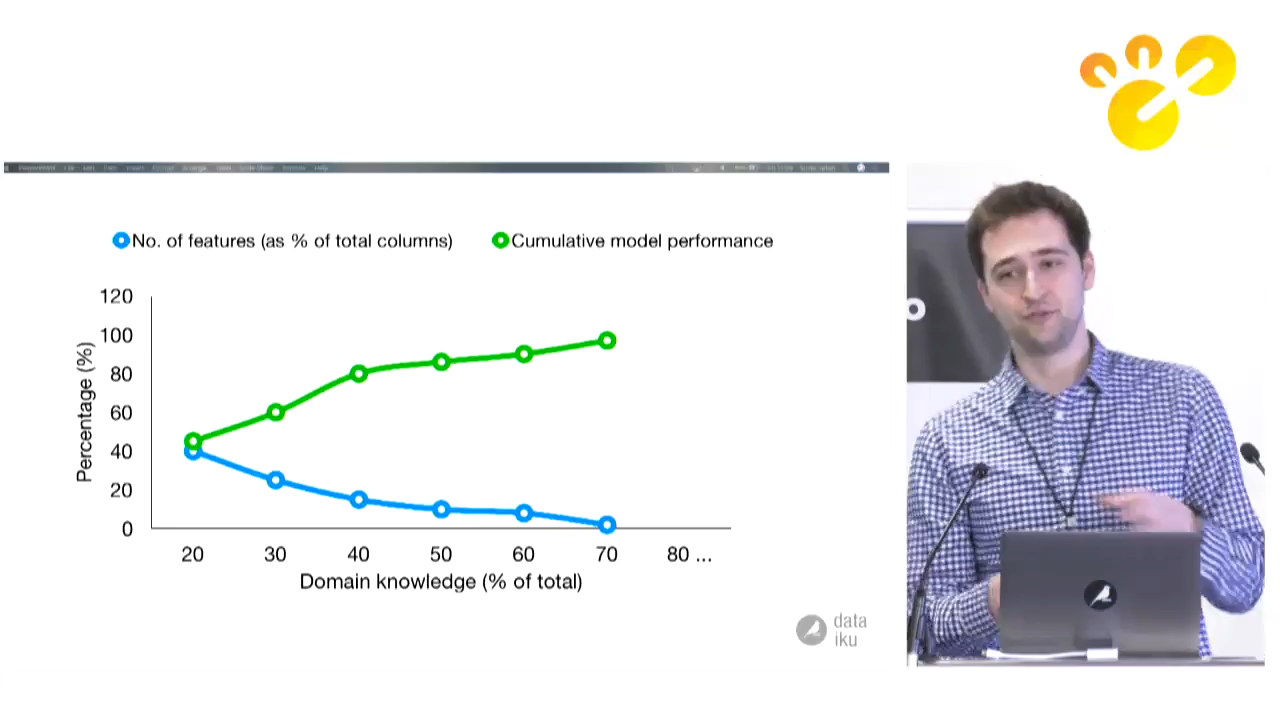 No. of features (as % of total columns)
Cumulative model performance
120
100
80
60
40
20
0
Percentage (%)
20 30 40 50 60 70 80 ...
Domain knowledge (% of total)
data
iku